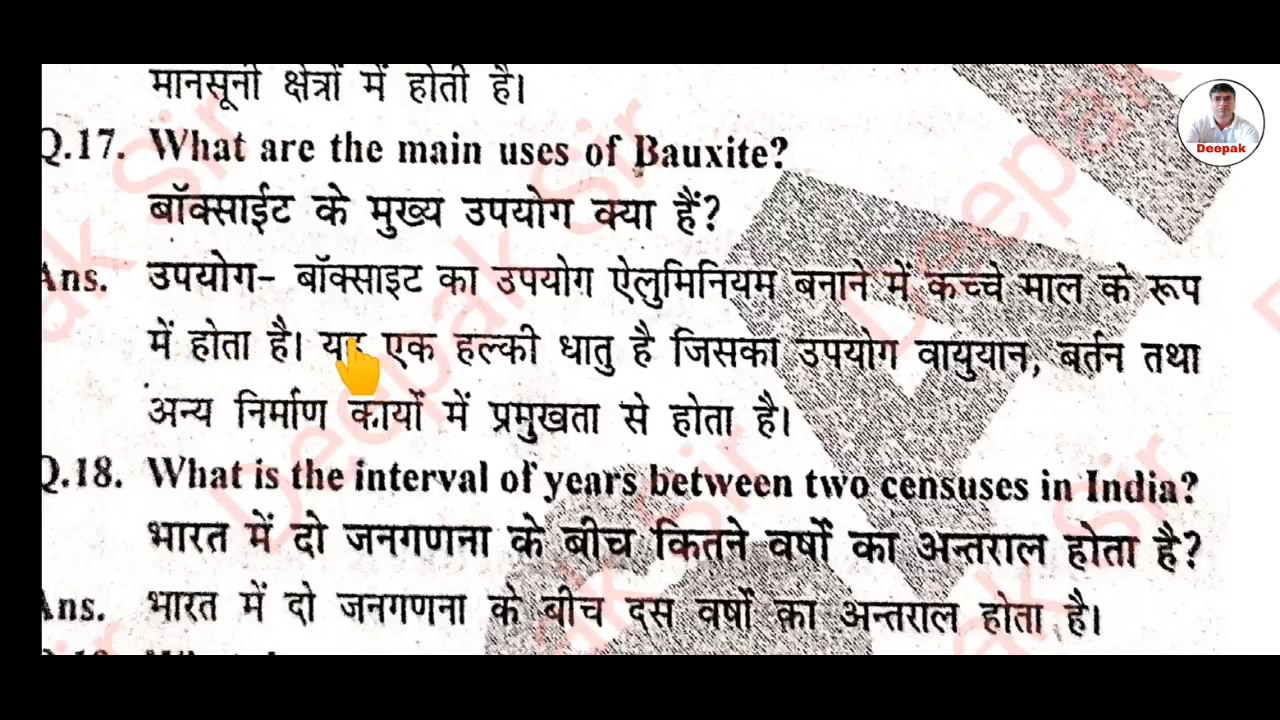 मानसूनी क्षेत्रों में होती है।
Q.17. What are the main uses of Bauxite?
बॉक्साईट के मुख्य उपयोग क्या हैं?
Ans. उपयोग- बॉक्साइट का उपयोग ऐलुमिनियम बनाने में कच्चे माल के रूप
में होता है। यह एक हल्की धातु है जिसका उपयोग वायुयान, बर्तन तथा
अन्य निर्माण कार्यो में प्रमुखता से होता है।
Q.18. What is the interval of years between two censuses in India?
भारत में दो जनगणना के बीच कितने वर्षों का अन्तराल होता है?
Ans. भारत में दो जनगणना के बीच दस वर्षों का अन्तराल होता है।
Deepak
Deepak Sir